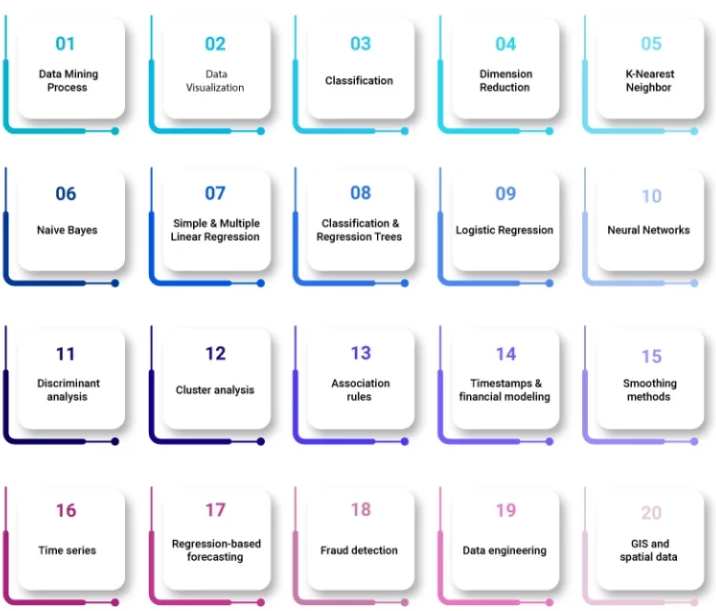 01
Data Mining
Process
02
Data
Visualization
03
Classification
04
Dimension
Reduction
05
K-Nearest
Neighbor
06
Naive Bayes
07
Simple & Multiple
Linear Regression
08
Classification &
Regression Trees
09
Logistic Regression
10
Neural Networks
11
Discriminant
analysis
12
Cluster analysis
13
Association
rules
14
Timestamps &
financial modeling
15
Smoothing
methods
16
Time series
17
Regression-based
forecasting
18
Fraud detection
19
Data engineering
20
GIS and
spatial data